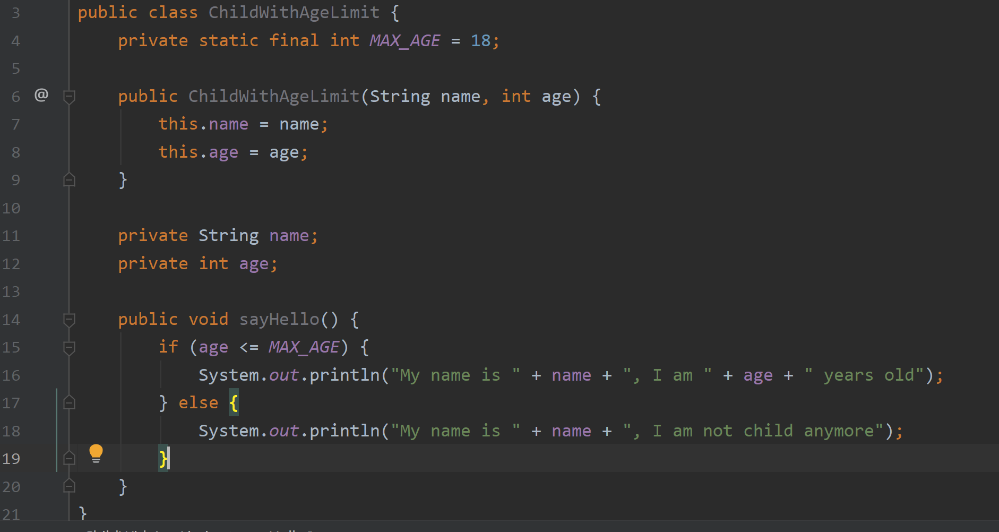 3 public class ChildWithAgeLimit {
4     private static final int MAX_AGE = 18;
5
6 @     public ChildWithAgeLimit(String name, int age) {
7         this.name = name;
8         this.age = age;
9     }
10
11     private String name;
12     private int age;
13
14     public void sayHello() {
15         if (age <= MAX_AGE) {
16             System.out.println("My name is " + name + ", I am " + age + " years old");
17         } else {
18             System.out.println("My name is " + name + ", I am not child anymore");
19         }
20     }
21 }